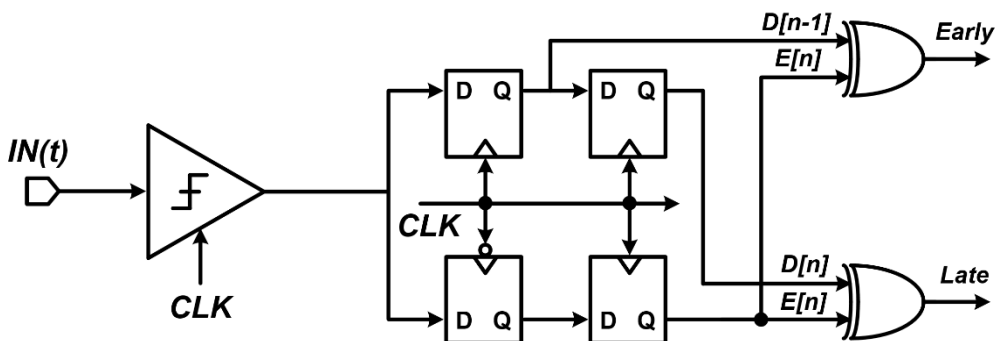 D[n-1]
Early
E[n]
D Q
D Q
IN(t)
CLK
CLK
D[n]
Late
E[n]
D Q
D Q